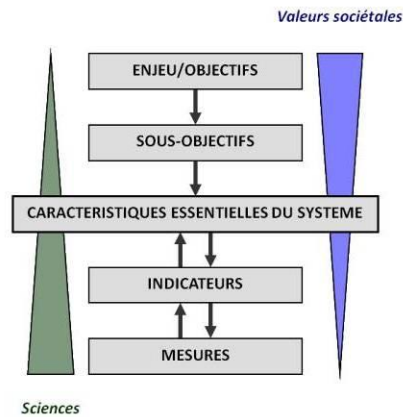 Valeurs sociétales
ENJEU/OBJECTIFS
SOUS-OBJECTIFS
CARACTERISTIQUES ESSENTIELLES DU SYSTEME
INDICATEURS
MESURES
Sciences